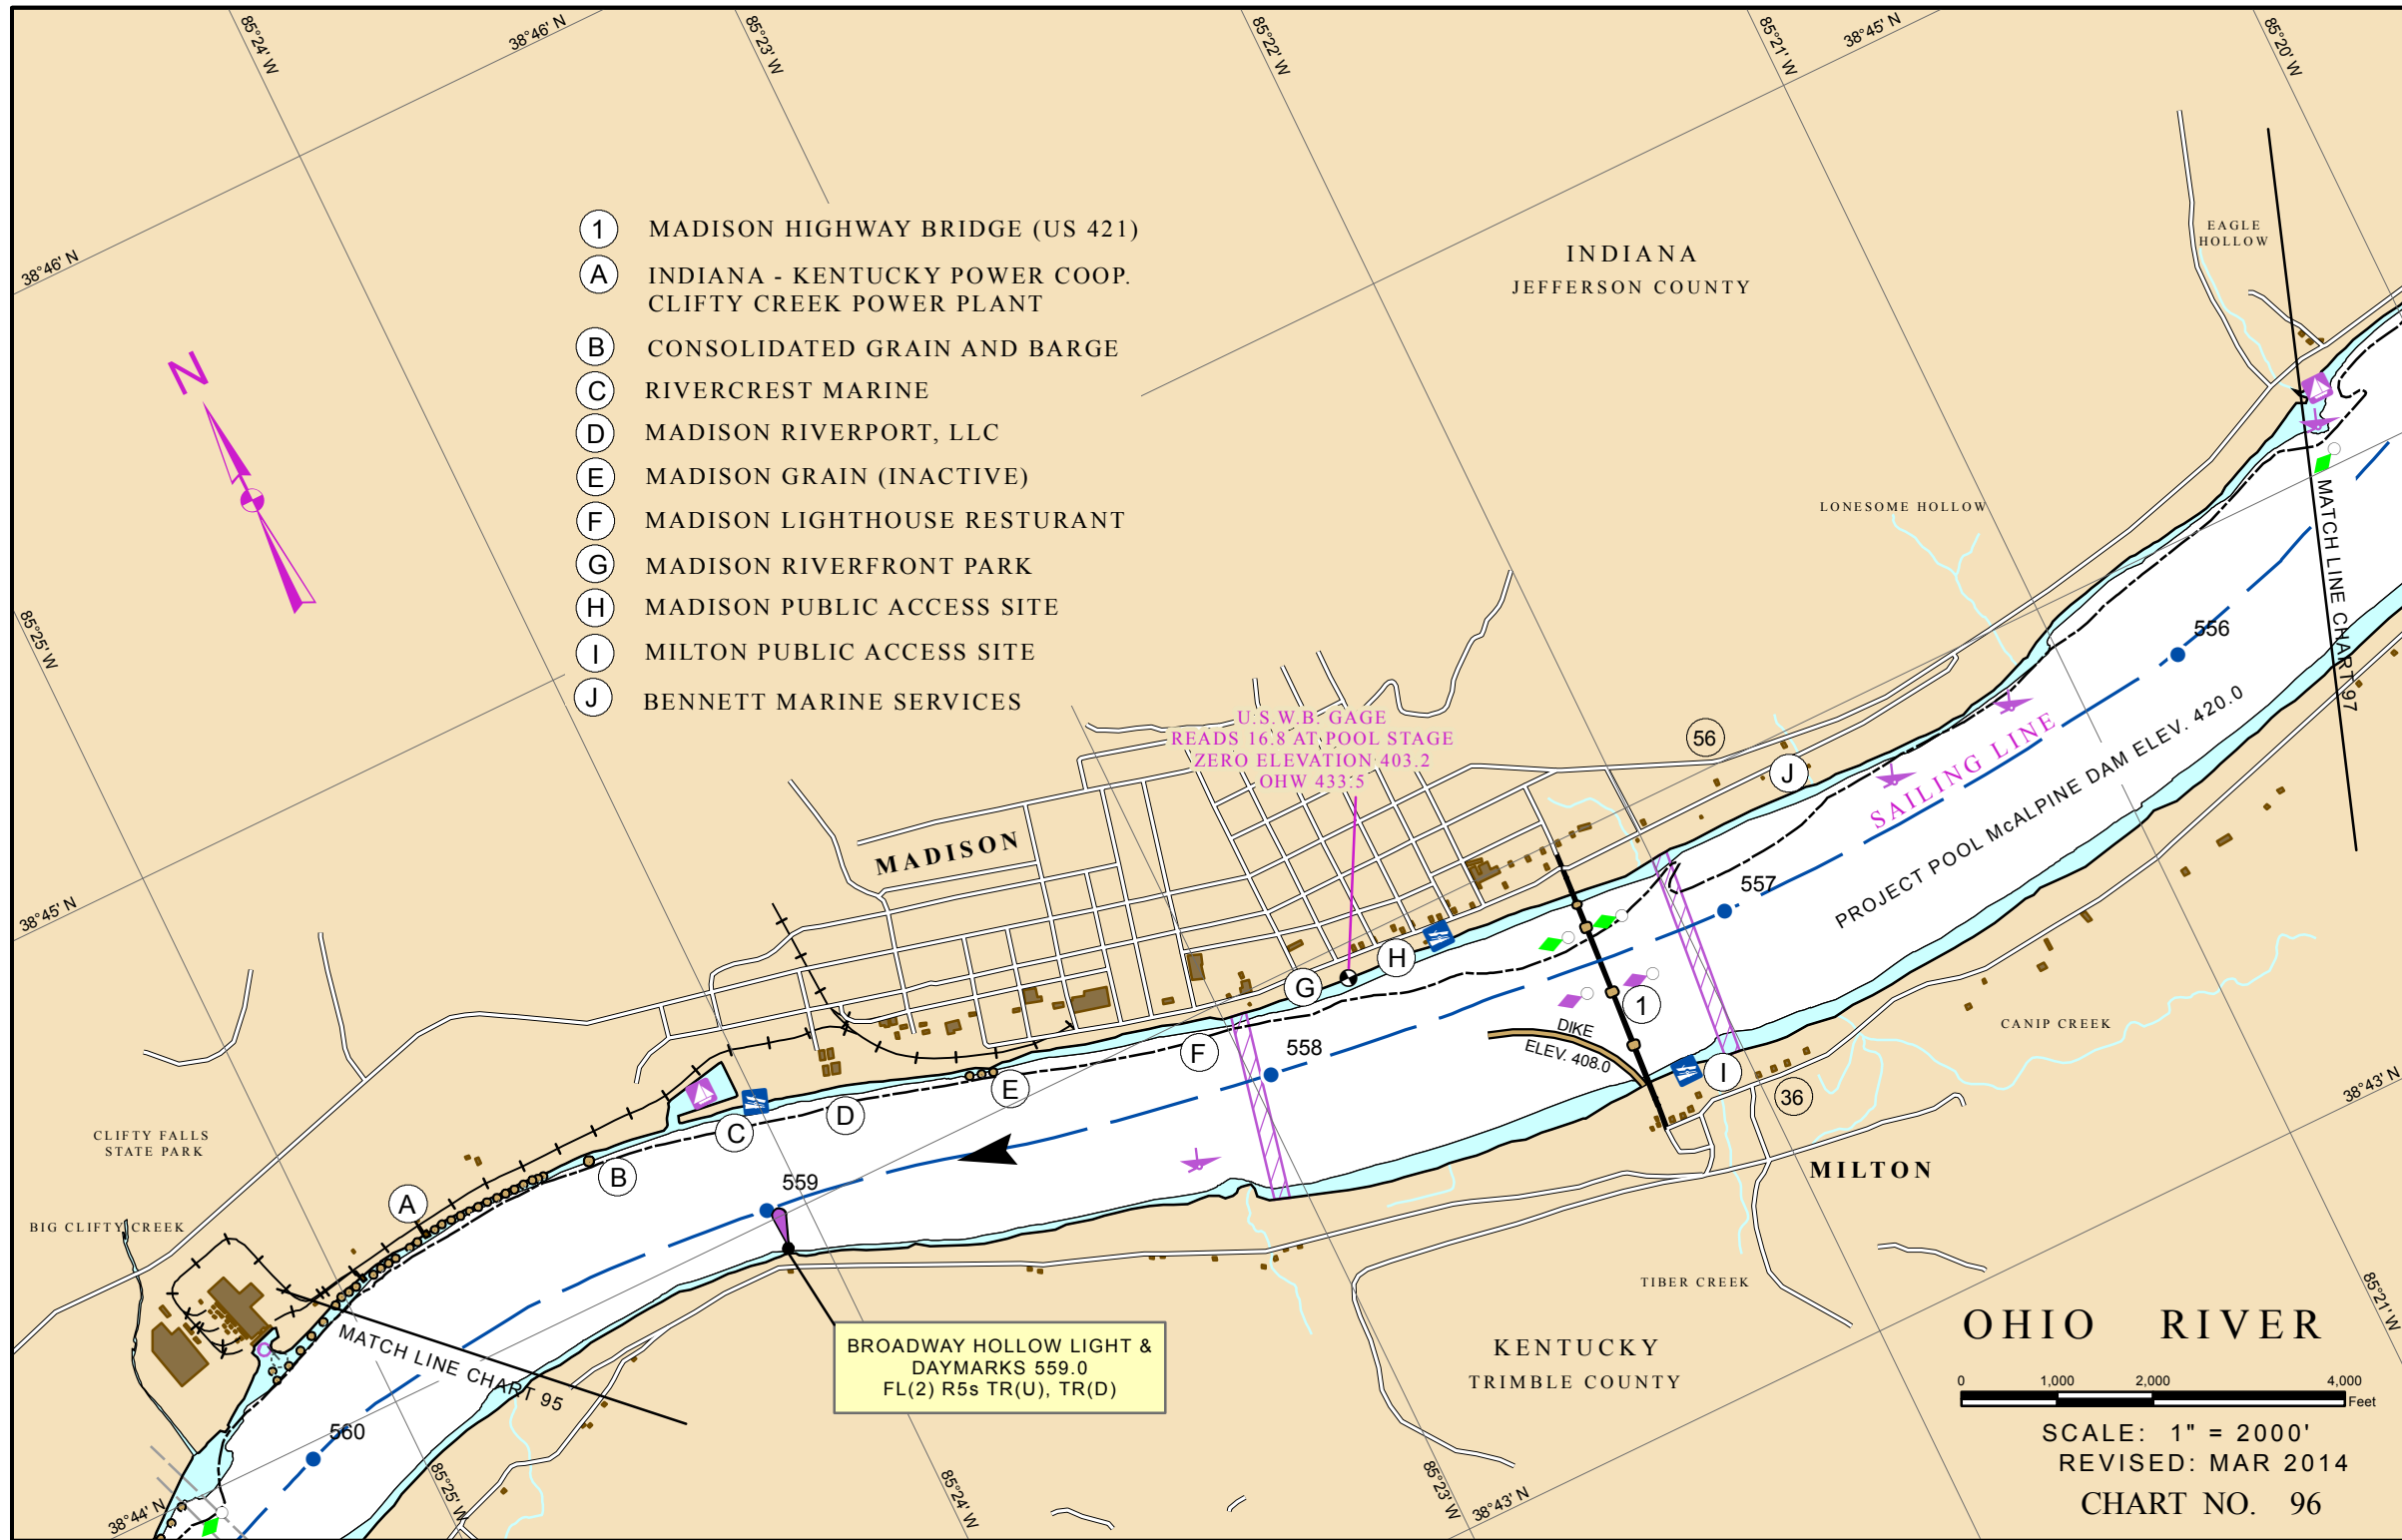 85°24' W
38°46' N
85°23' W
85°22' W
85°21' W
38°45' N
85°20' W
38°46' N
1 MADISON HIGHWAY BRIDGE (US 421)
A INDIANA - KENTUCKY POWER COOP.
CLIFTY CREEK POWER PLANT
B CONSOLIDATED GRAIN AND BARGE
C RIVERCREST MARINE
D MADISON RIVERPORT, LLC
E MADISON GRAIN (INACTIVE)
F MADISON LIGHTHOUSE RESTURANT
G MADISON RIVERFRONT PARK
H MADISON PUBLIC ACCESS SITE
I MILTON PUBLIC ACCESS SITE
J BENNETT MARINE SERVICES
INDIANA
JEFFERSON COUNTY
EAGLE
HOLLOW
N
LONESOME HOLLOW
MATCH LINE CHART 97
85°25' W
556
U.S.W.B. GAGE
READS 16.8 AT POOL STAGE
ZERO ELEVATION 403.2
OHW 433.5
56
J
SAILING LINE
PROJECT POOL McALPINE DAM ELEV. 420.0
MADISON
557
38°45' N
H
G
1
DIKE
ELEV. 408.0
CANIP CREEK
F
558
I
36
E
D
C
38°43' N
CLIFTY FALLS
STATE PARK
B
559
MILTON
A
BIG CLIFTY CREEK
TIBER CREEK
85°21' W
MATCH LINE CHART 95
BROADWAY HOLLOW LIGHT &
DAYMARKS 559.0
FL(2) R5s TR(U), TR(D)
KENTUCKY
TRIMBLE COUNTY
OHIO RIVER
0 1,000 2,000 4,000
Feet
560
SCALE: 1" = 2000'
REVISED: MAR 2014
CHART NO. 96
38°44' N
85°25' W
85°24' W
85°23' W
38°43' N